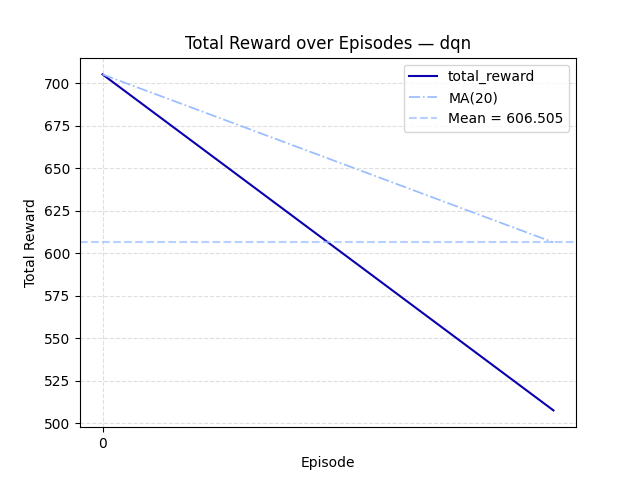 Total Reward over Episodes — dqn
total_reward
MA(20)
Mean = 606.505
Total Reward
700
675
650
625
600
575
550
525
500
0
Episode